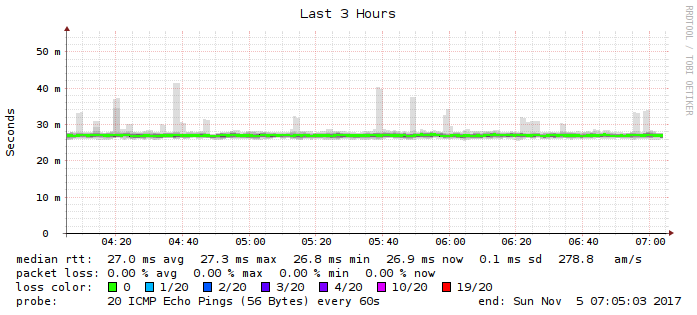 Last 3 Hours
RRDTOOL / TOBI OETIKER
Seconds
50 m
40 m
30 m
20 m
10 m
0
04:20 04:40 05:00 05:20 05:40 06:00 06:20 06:40 07:00
median rtt: 27.0 ms avg 27.3 ms max 26.8 ms min 26.9 ms now 0.1 ms sd 278.8 am/s
packet loss: 0.00 % avg 0.00 % max 0.00 % min 0.00 % now
loss color: 0 1/20 2/20 3/20 4/20 10/20 19/20
probe: 20 ICMP Echo Pings (56 Bytes) every 60s end: Sun Nov 5 07:05:03 2017